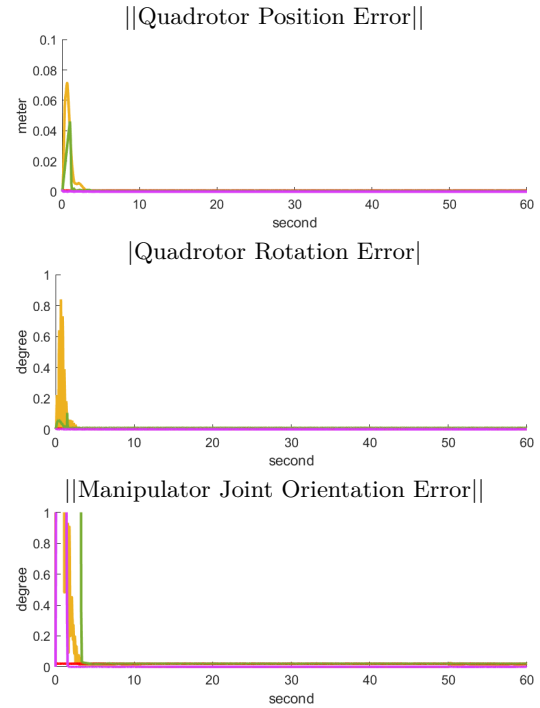 ||Quadrotor Position Error||
0.1
0.08
0.06
0.04
0.02
0
meter
0 10 20 30 40 50 60
second
|Quadrotor Rotation Error|
1
0.8
0.6
0.4
0.2
0
degree
0 10 20 30 40 50 60
second
||Manipulator Joint Orientation Error||
1
0.8
0.6
0.4
0.2
0
degree
0 10 20 30 40 50 60
second